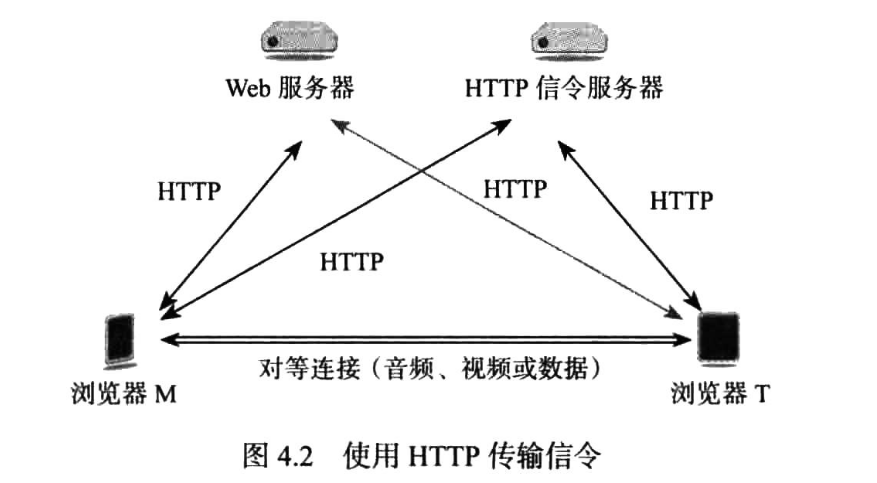 Web 服务器
HTTP 信令服务器
HTTP
HTTP
HTTP
HTTP
对等连接（音频、视频或数据）
浏览器 M
浏览器 T
图 4.2 使用 HTTP 传输信令